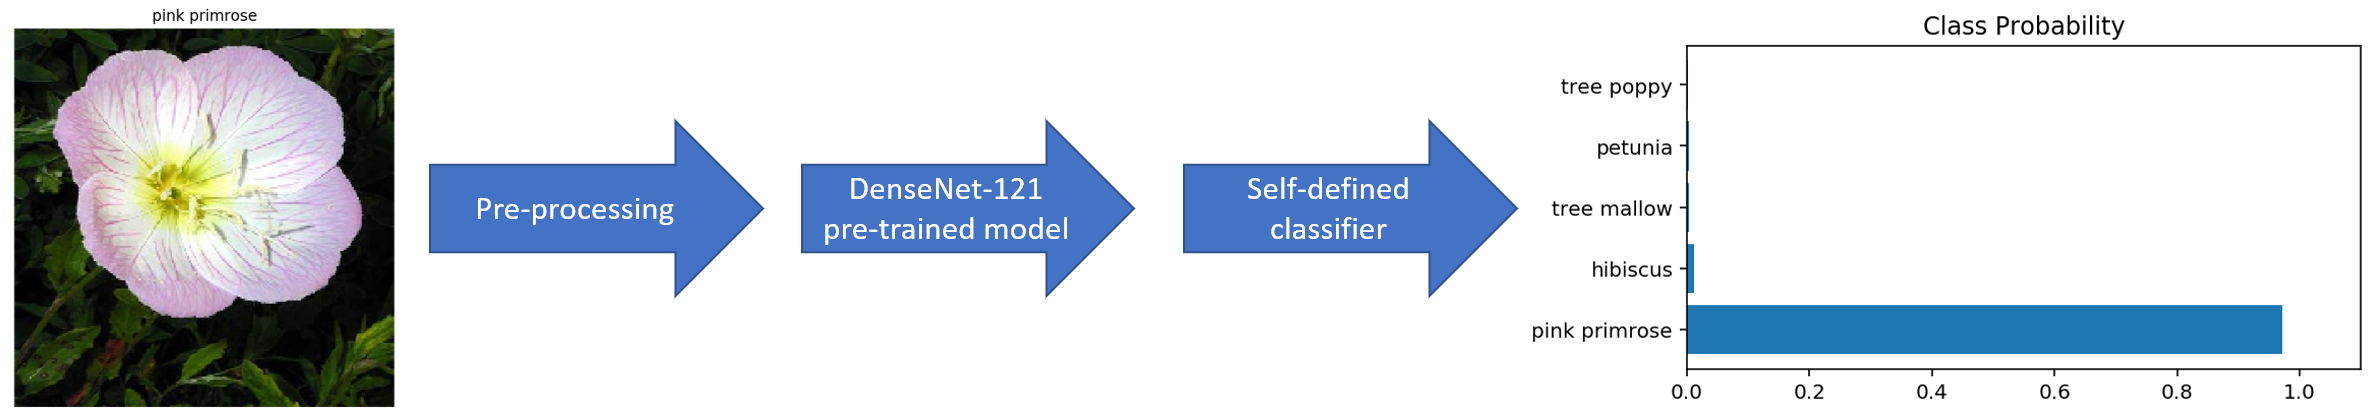 pink primrose
Pre-processing
DenseNet-121
pre-trained model
Self-defined
classifier
Class Probability
tree poppy
petunia
tree mallow
hibiscus
pink primrose
0.0 0.2 0.4 0.6 0.8 1.0